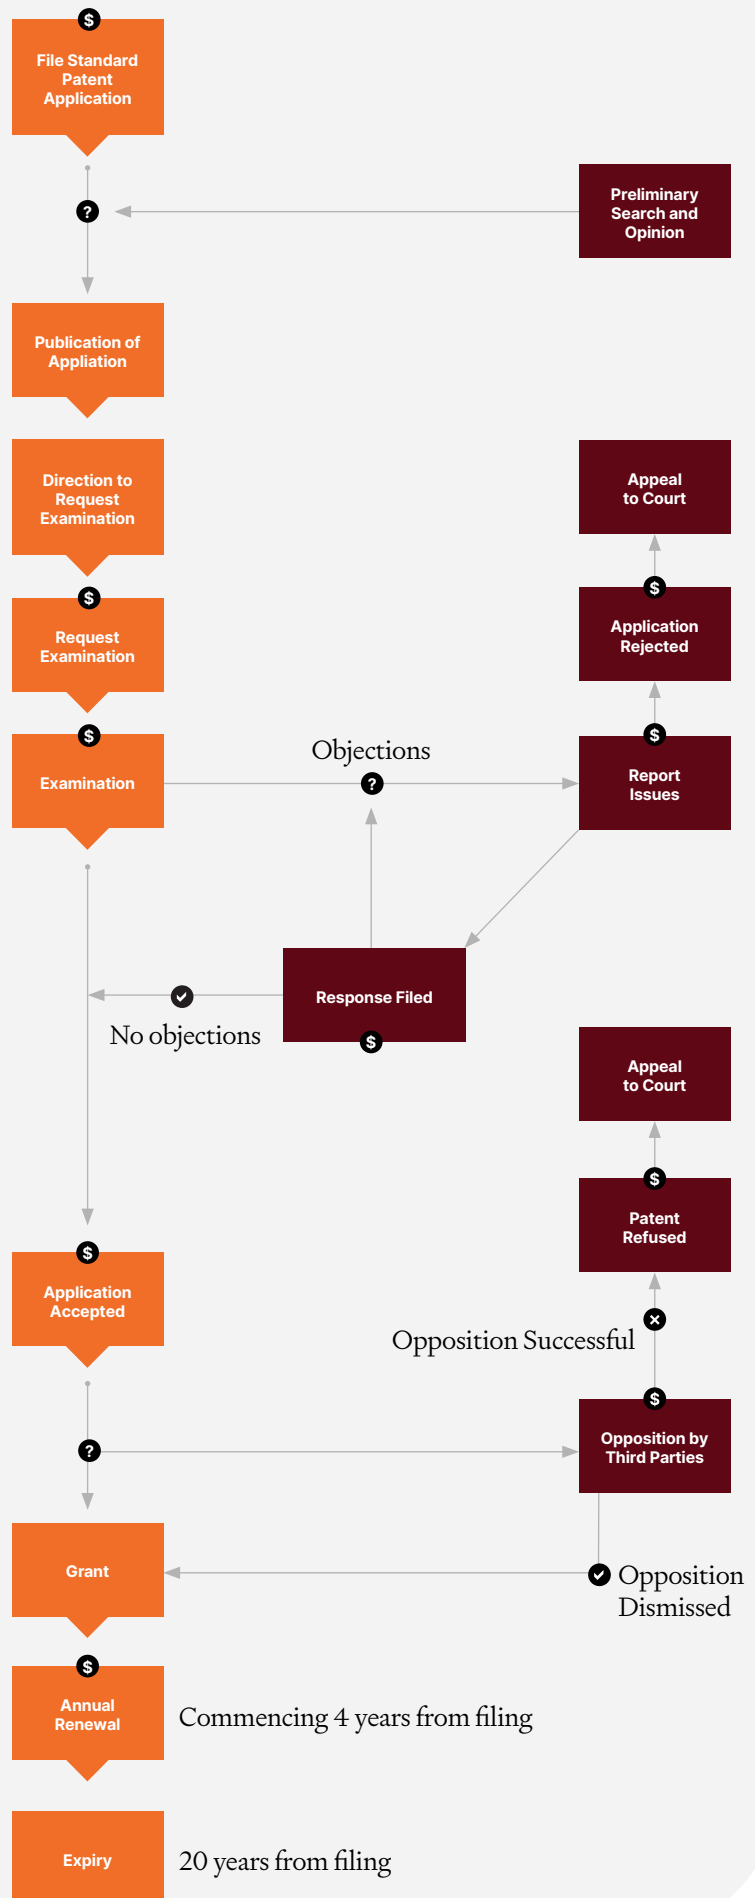 $
File Standard
Patent
Application
?
Preliminary
Search and
Opinion
Publication of
Appliation
Direction to
Request
Examination
Appeal
to Court
$
Request
Examination
$
Application
Rejected
$
Examination
Objections
?
$
Report
Issues
Response Filed
$
No objections
Appeal
to Court
$
Patent
Refused
$
Application
Accepted
Opposition Successful
?
$
Opposition by
Third Parties
Grant
Opposition
Dismissed
$
Annual
Renewal
Commencing 4 years from filing
Expiry
20 years from filing